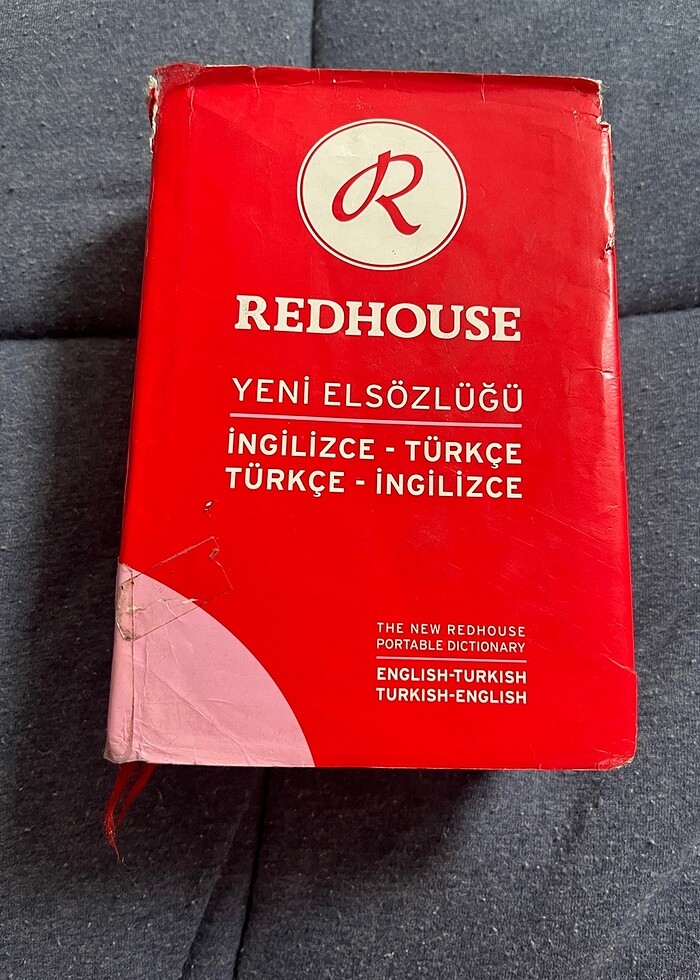 R
REDHOUSE
YENİ ELSÖZLÜĞÜ
İNGİLİZCE - TÜRKÇE
TÜRKÇE - İNGİLİZCE
THE NEW REDHOUSE
PORTABLE DICTIONARY
ENGLISH-TURKISH
TURKISH-ENGLISH